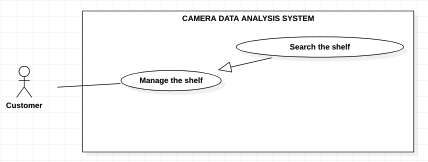 CAMERA DATA ANALYSIS SYSTEM
Search the shelf
Manage the shelf
Customer